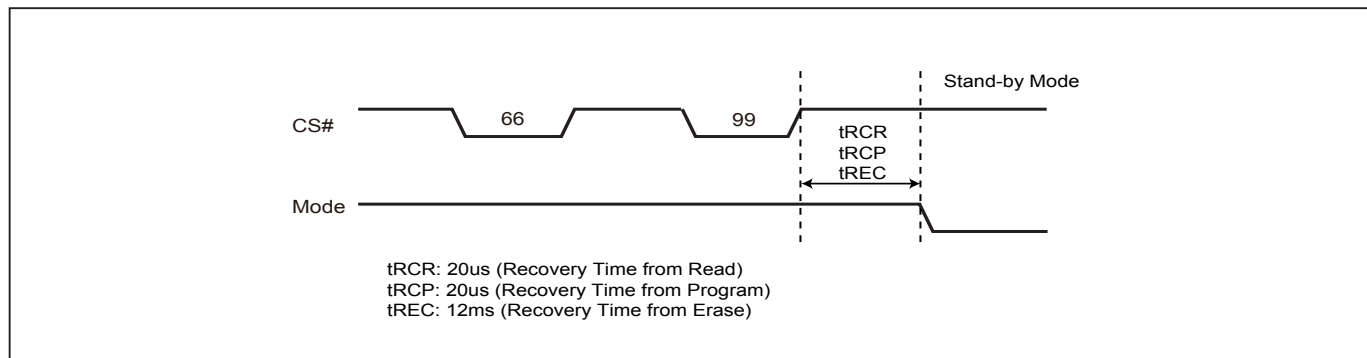 Stand-by Mode
CS#
66
99
tRCR
tRCP
tREC
Mode
tRCR: 20us (Recovery Time from Read)
tRCP: 20us (Recovery Time from Program)
tREC: 12ms (Recovery Time from Erase)